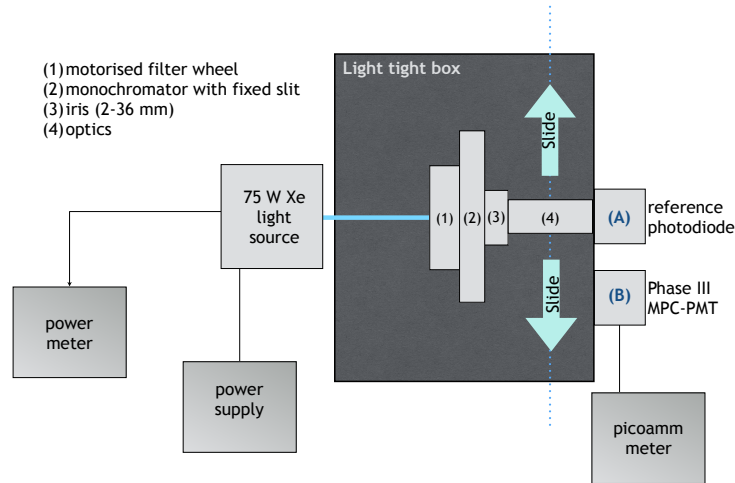 (1) motorised filter wheel
(2) monochromator with fixed slit
(3) iris (2-36 mm)
(4) optics
Light tight box
Slide
75 W Xe
light
source
(1)
(2)
(3)
(4)
(A)
reference
photodiode
Slide
(B)
Phase III
MPC-PMT
power
meter
power
supply
picoamm
meter